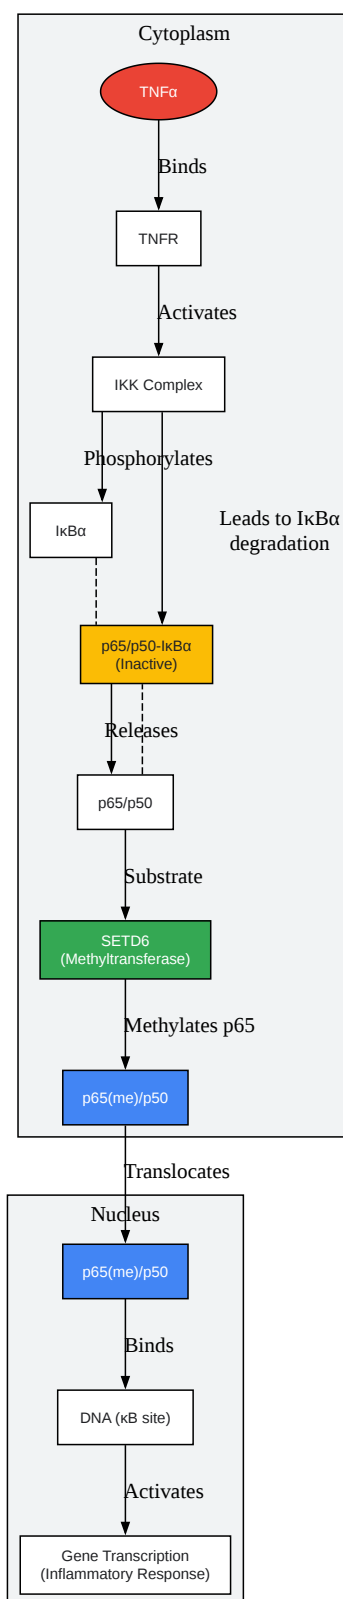 Cytoplasm
TNFα
Binds
TNFR
Activates
IKK Complex
Phosphorylates
IκBα
Leads to IκBα
degradation
p65/p50-IκBα
(Inactive)
Releases
p65/p50
Substrate
SETD6
(Methyltransferase)
Methylates p65
p65(me)/p50
Translocates
Nucleus
p65(me)/p50
Binds
DNA (κB site)
Activates
Gene Transcription
(Inflammatory Response)